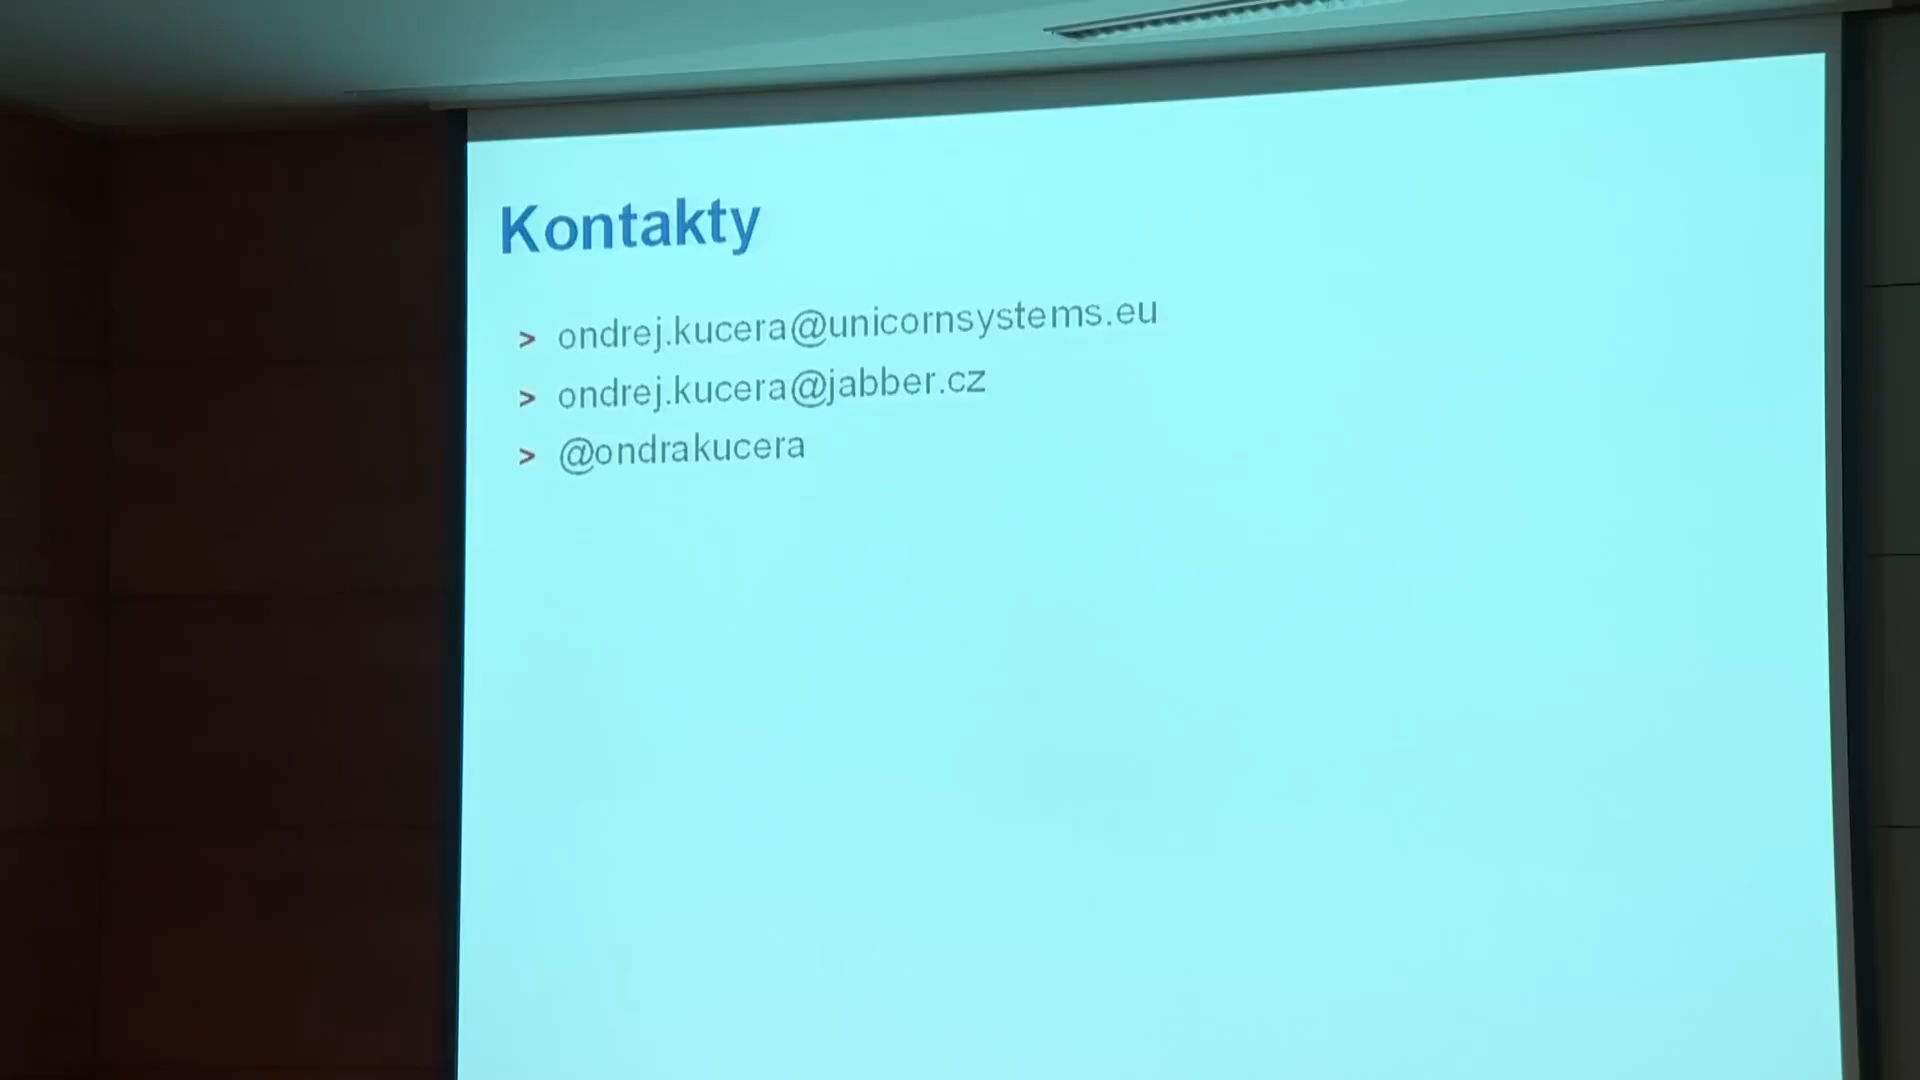 Kontakty
> ondrej.kucera@unicornsystems.eu
> ondrej.kucera@jabber.cz
> @ondrakucera